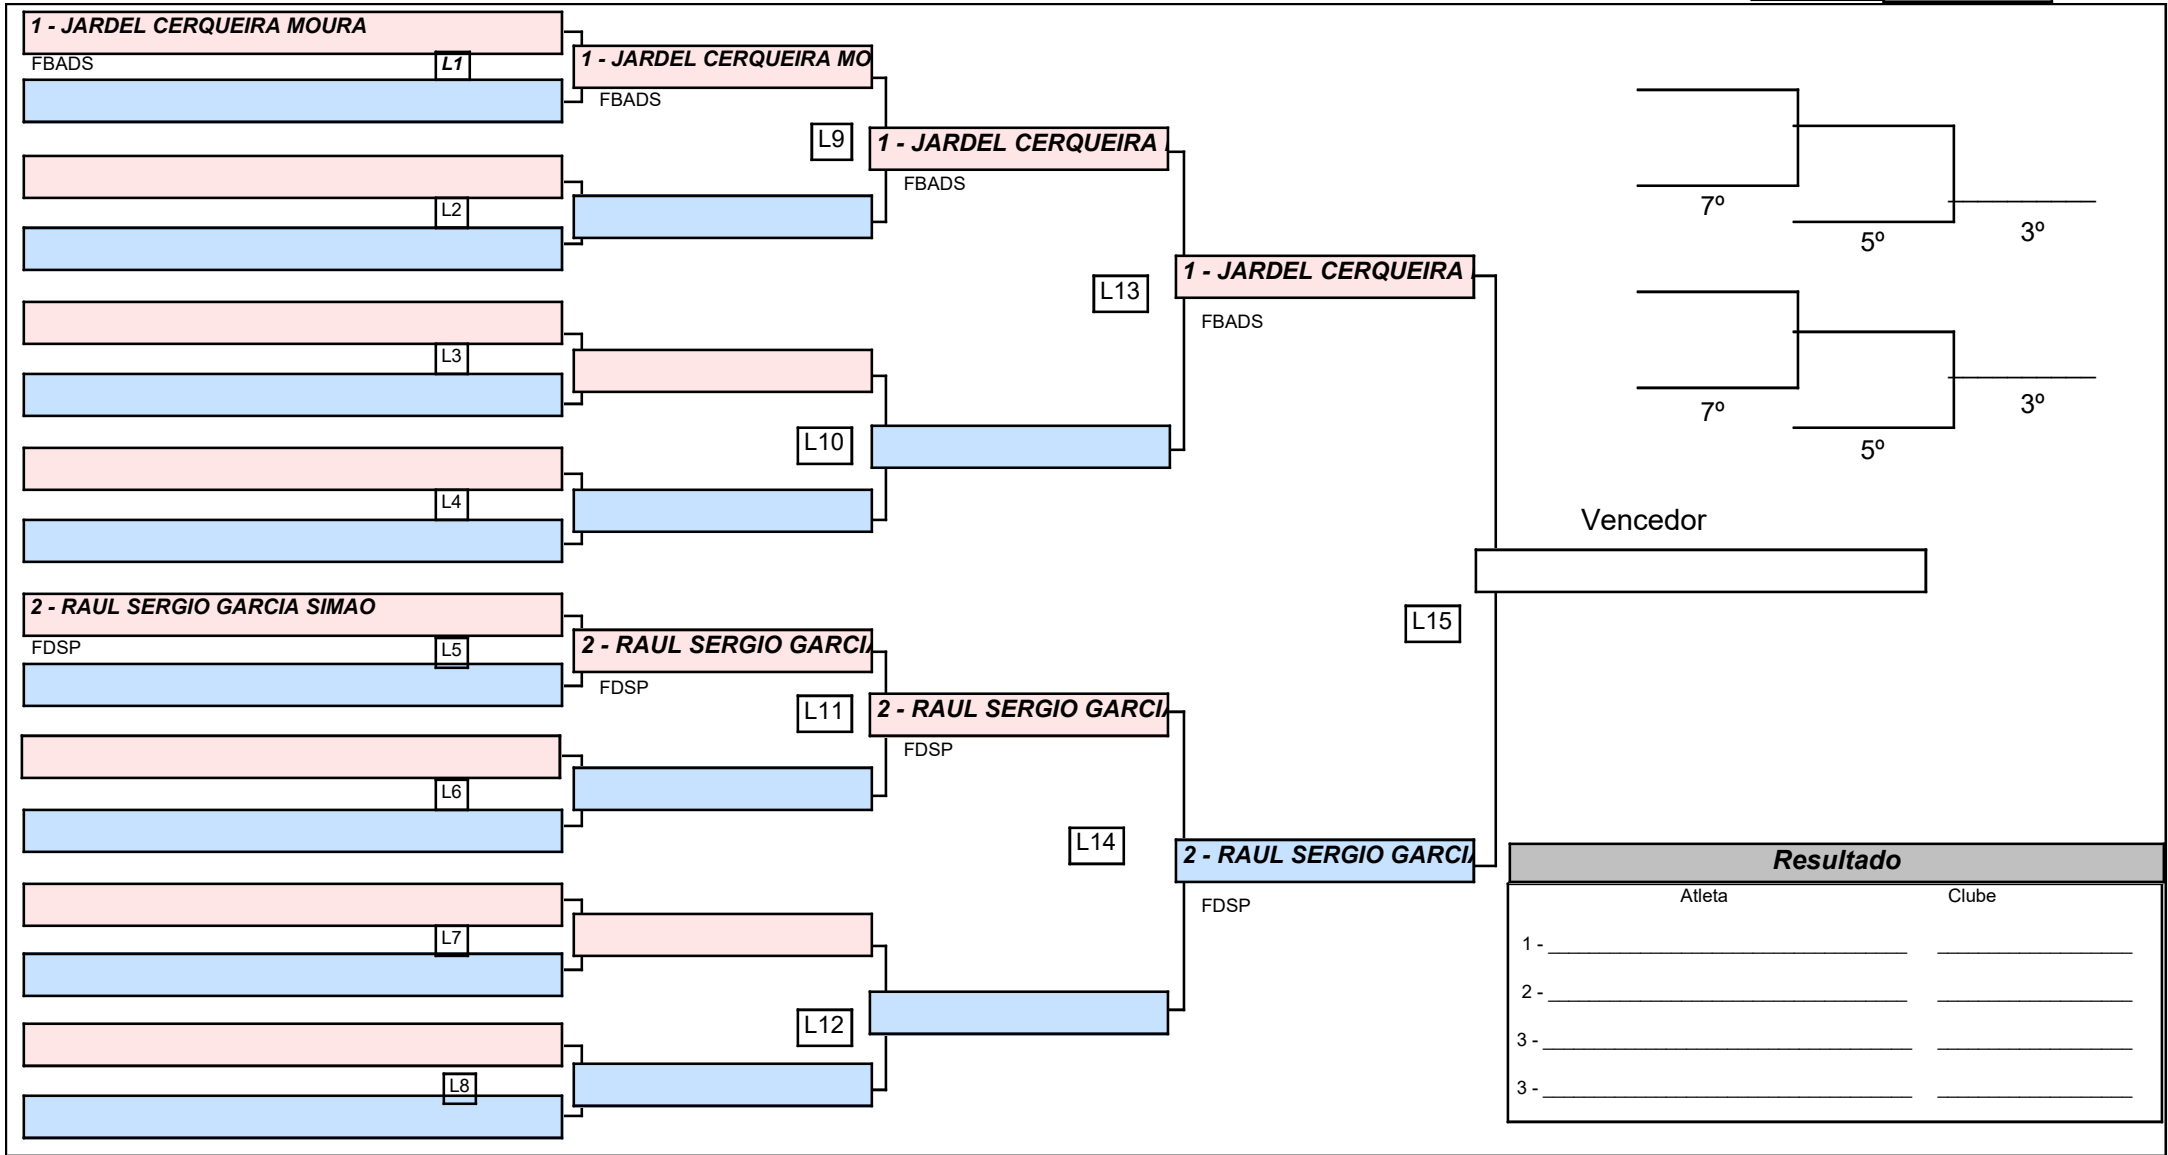 1 - JARDEL CERQUEIRA MOURA
FBADS
L1
1 - JARDEL CERQUEIRA MO
FBADS
L9
1 - JARDEL CERQUEIRA
FBADS
L2
7º
5º
3º
L13
1 - JARDEL CERQUEIRA
FBADS
L3
7º
5º
3º
L10
L4
Vencedor
2 - RAUL SERGIO GARCIA SIMAO
FDSP
L5
2 - RAUL SERGIO GARCIA
FDSP
L15
L11
2 - RAUL SERGIO GARCIA
FDSP
L6
L14
2 - RAUL SERGIO GARCIA
FDSP
L7
L12
L8
Resultado
Atleta Clube
1 -
2 -
3 -
3 -